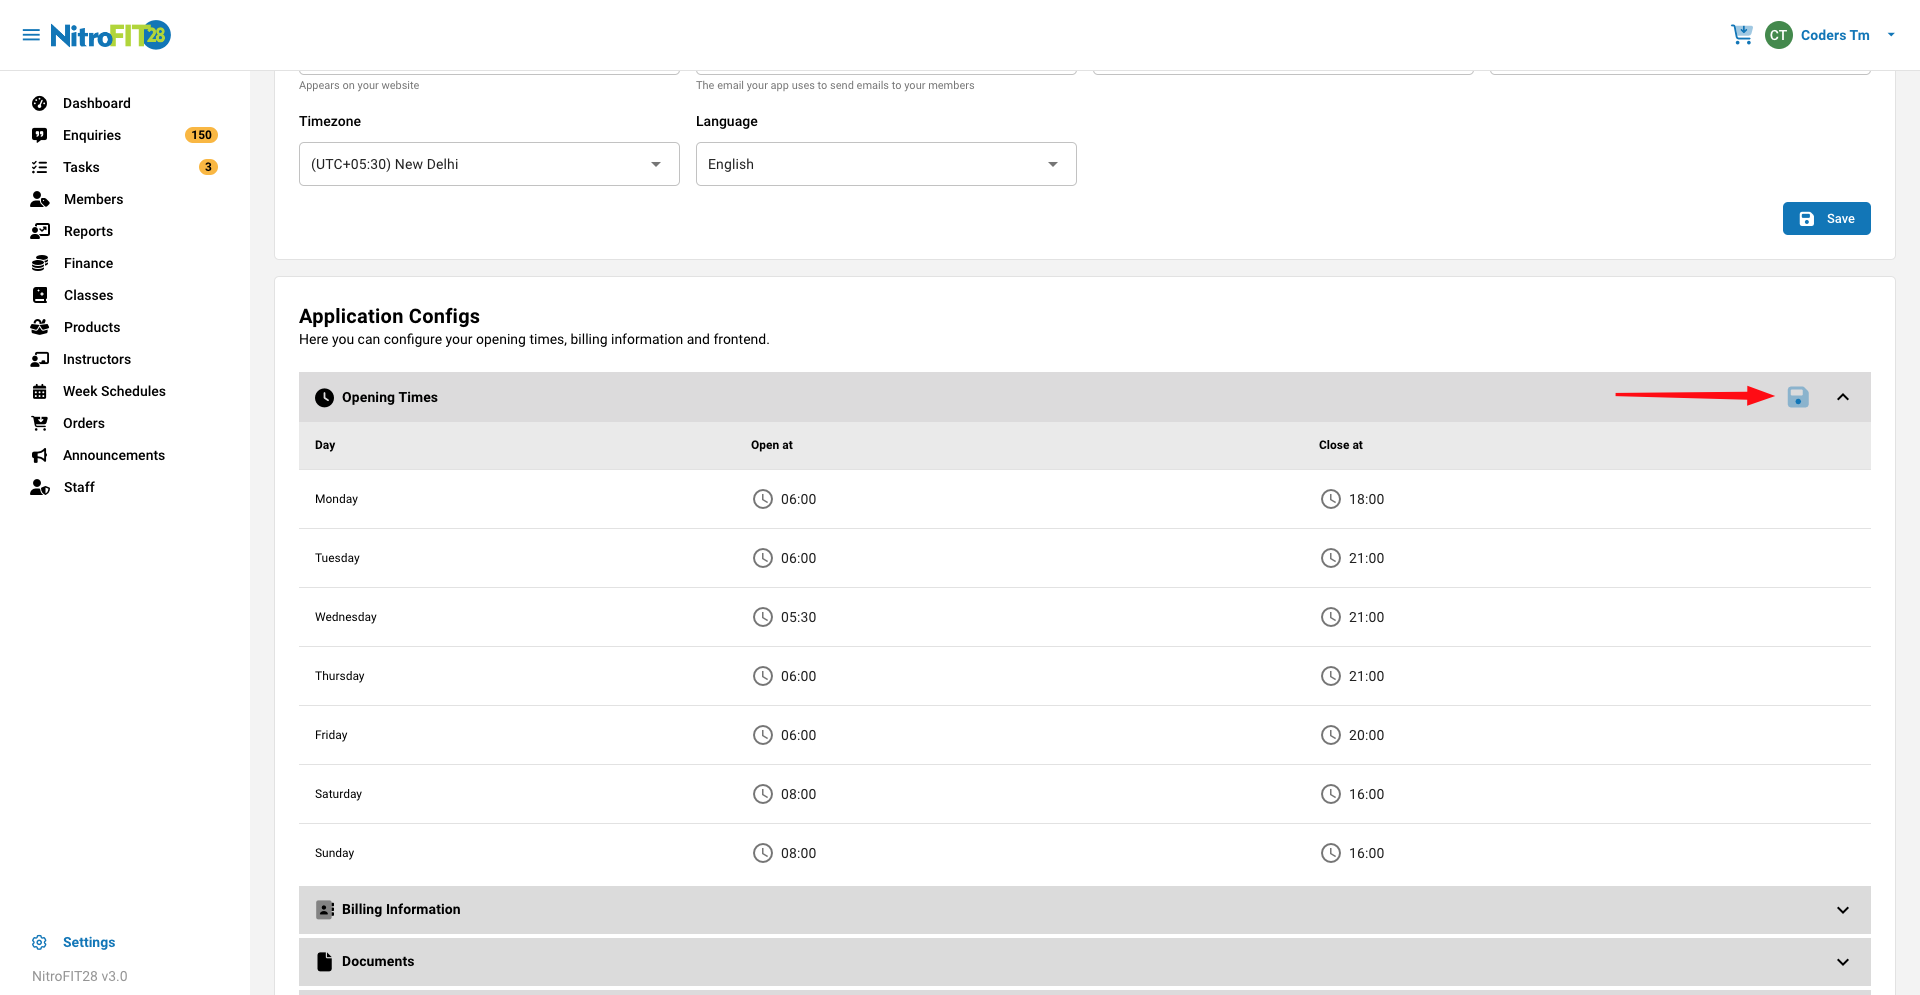 NitroFIT28
CT Coders Tm
Dashboard
Enquiries 150
Tasks 3
Members
Reports
Finance
Classes
Products
Instructors
Week Schedules
Orders
Announcements
Staff
Settings
NitroFIT28 v3.0
Appears on your website
The email your app uses to send emails to your members
Timezone
Language
(UTC+05:30) New Delhi
English
Save
Application Configs
Here you can configure your opening times, billing information and frontend.
Opening Times
Day Open at Close at
Monday 06:00 18:00
Tuesday 06:00 21:00
Wednesday 05:30 21:00
Thursday 06:00 21:00
Friday 06:00 20:00
Saturday 08:00 16:00
Sunday 08:00 16:00
Billing Information
Documents